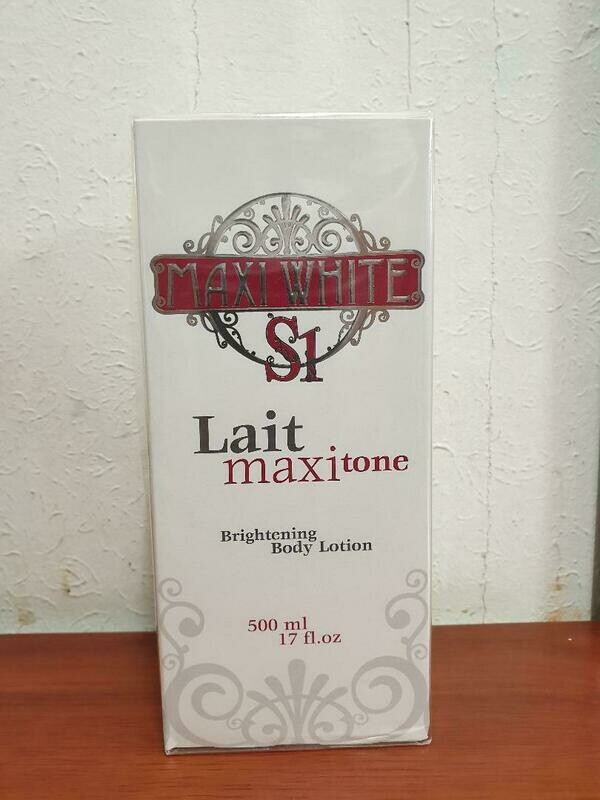 MAXI WHITE
S1
Lait
maxitone
Brightening
Body Lotion
500 ml
17 fl.oz